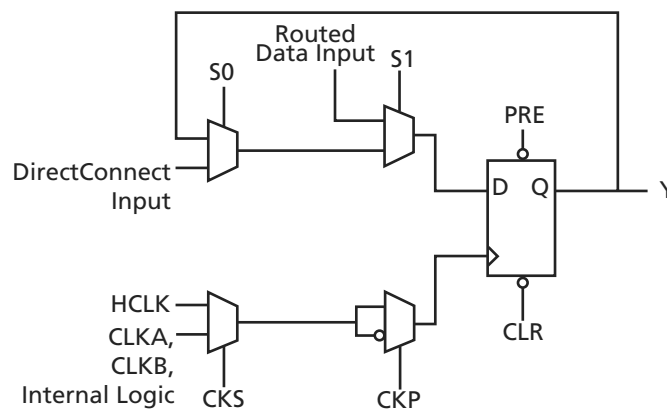 Routed
Data Input
S1
S0
PRE
DirectConnect
Input
D
Q
Y
HCLK
CLKA,
CLKB,
Internal Logic
CKS
CKP
CLR